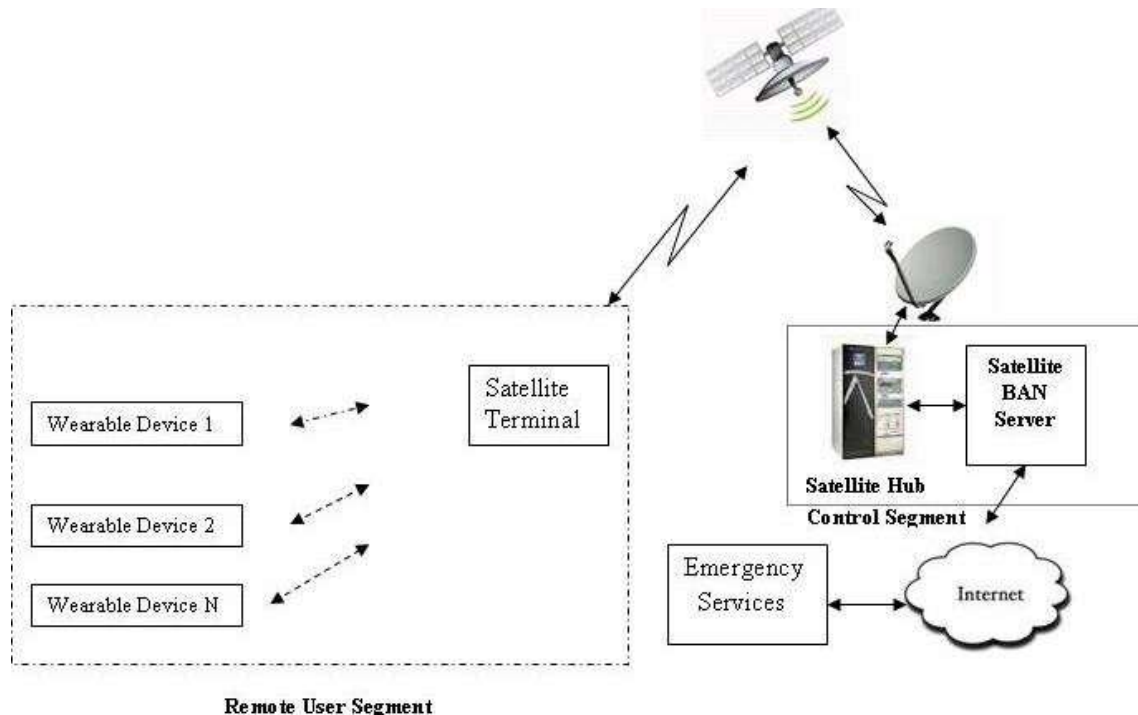 Satellite
Terminal
Wearable Device 1
Wearable Device 2
Wearable Device N
Remote User Segment
Satellite
BAN
Server
Satellite Hub
Control Segment
Emergency
Services
Internet